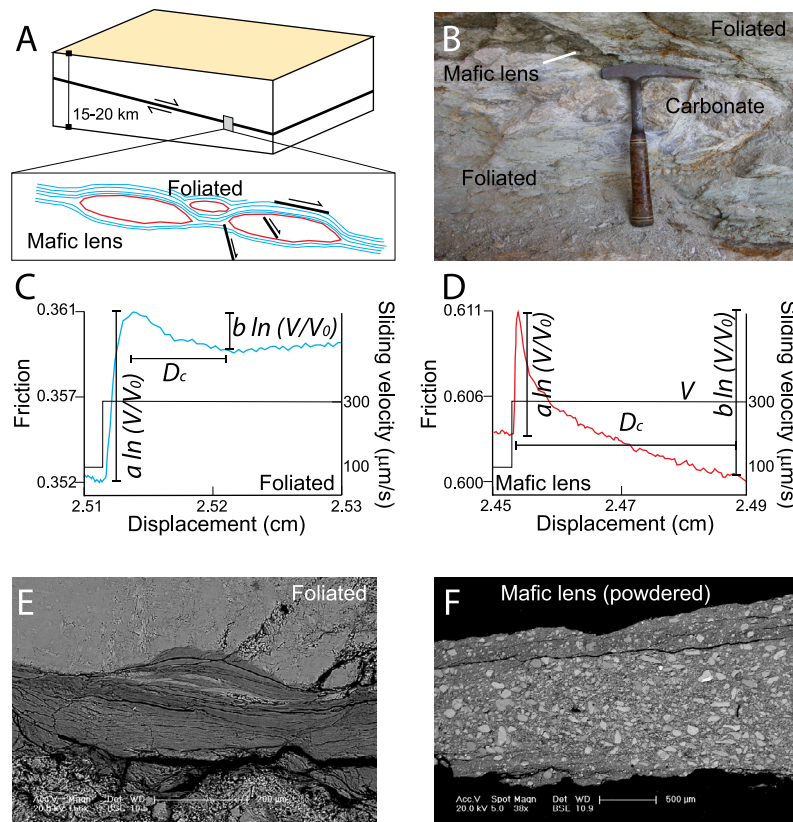 A
15-20 km
Foliated
Mafic lens
B
Foliated
Mafic lens
Carbonate
Foliated
C
0.361
0.357
0.352
Friction
a ln (V/V0)
b ln (V/V0)
Dc
300
100
Sliding velocity (µm/s)
Foliated
2.51
2.52
2.53
Displacement (cm)
D
0.611
0.606
0.600
Friction
a ln (V/V0)
V
b ln (V/V0)
Dc
300
100
Sliding velocity (µm/s)
Mafic lens
2.45
2.47
2.49
Displacement (cm)
E
Foliated
Acc.V Magn Det WD
200 µm
F
Mafic lens (powdered)
Acc.V Spot Magn Det WD
20.0 kV 5.0 38x BSE 10.9
500 µm